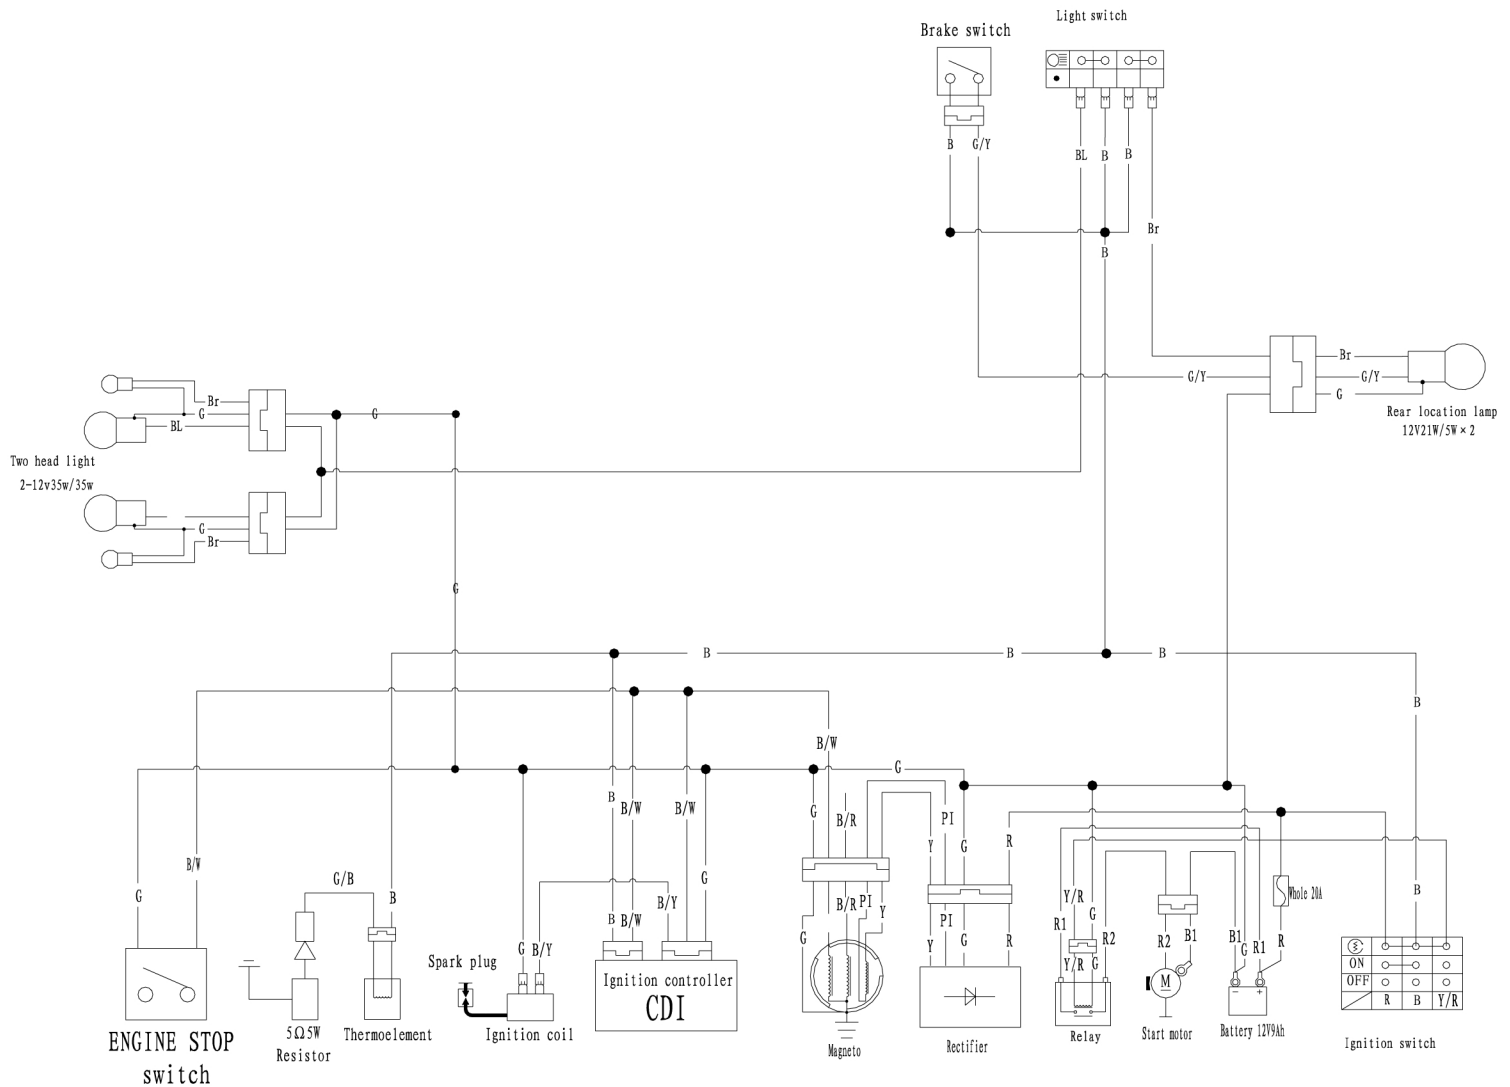 Light switch
Brake switch
B G/Y
BL B B
Br
B
Br
G/Y G/Y
G
Rear location lamp
12V21W/5W×2
Br
G G
BL
Two head light
2-12v35w/35w
G
Br
G
B B B
B
B/W
G
B B/W B/W
G B/R PI
Y G R
B/W
G/B
G B
G
B/Y
B
B/W
B/Y
G
B/R PI Y
G
PI
Y G R
Y/R
G
R1 R2
Y/R G
R2 B1
B1 G R1 R
Whole 20A
B
ON
OFF
R B Y/R
Ignition switch
Spark plug
Ignition controller
CDI
M
- +
ENGINE STOP
switch
5Ω5W
Resistor
Thermoelement
Ignition coil
Magneto
Rectifier
Relay
Start motor
Battery 12V9Ah